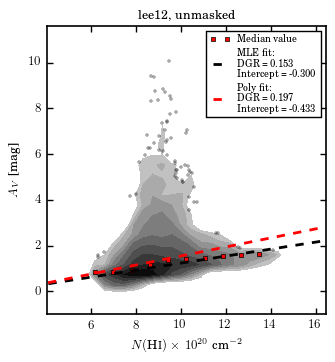 lee12, unmasked
Median value
MLE fit:
DGR = 0.153
Intercept = -0.300
Poly fit:
DGR = 0.197
Intercept = -0.433
10
8
6
4
2
0
A_V [mag]
6 8 10 12 14 16
N(HI) × 10^20 cm^−2